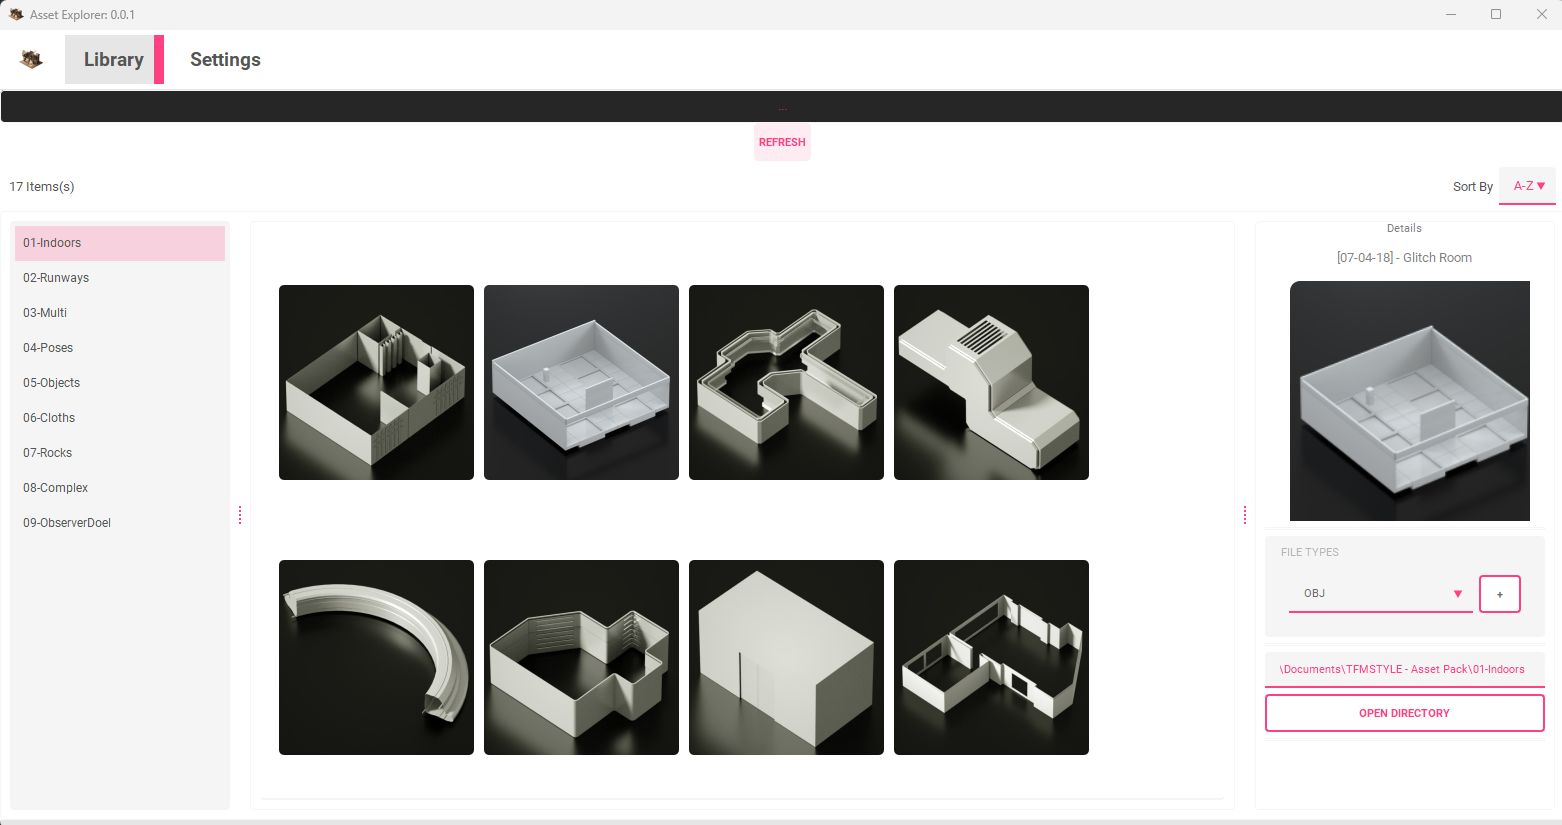 Asset Explorer: 0.0.1
Library
Settings
...
REFRESH
17 Items(s)
Sort By
A-Z
01-Indoors
02-Runways
03-Multi
04-Poses
05-Objects
06-Cloths
07-Rocks
08-Complex
09-ObserverDoel
Details
[07-04-18] - Glitch Room
FILE TYPES
OBJ
+
\Documents\TFMSTYLE - Asset Pack\01-Indoors
OPEN DIRECTORY